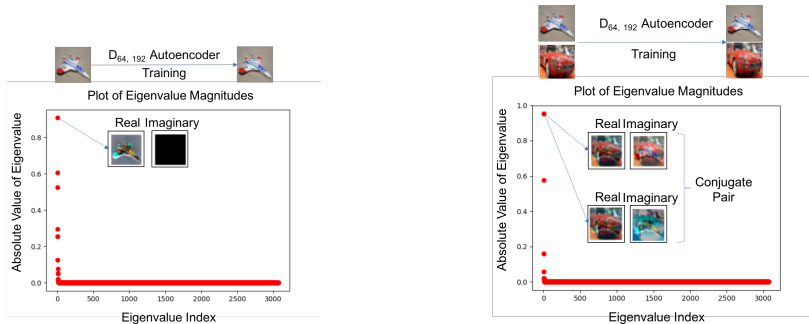 D64, 192 Autoencoder
Training
Plot of Eigenvalue Magnitudes
Absolute Value of Eigenvalue
0.8
0.6
0.4
0.2
0.0
Real Imaginary
0 500 1000 1500 2000 2500 3000
Eigenvalue Index
D64, 192 Autoencoder
Training
Plot of Eigenvalue Magnitudes
Absolute Value of Eigenvalue
1.0
0.8
0.6
0.4
0.2
0.0
Real Imaginary
Real Imaginary
Conjugate
Pair
0 500 1000 1500 2000 2500 3000
Eigenvalue Index